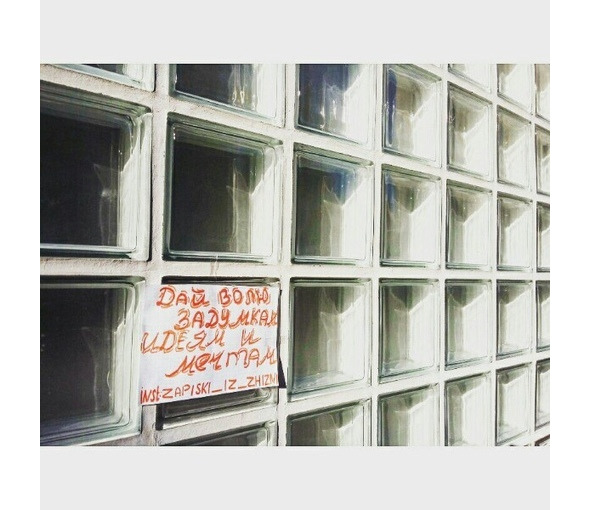 ДАЙ ВОЛЮ
ЗАДУМКАМ
ИДЕЯМ И
МЕЧТАМ
inst:ZAPISKI_IZ_ZHIZNI